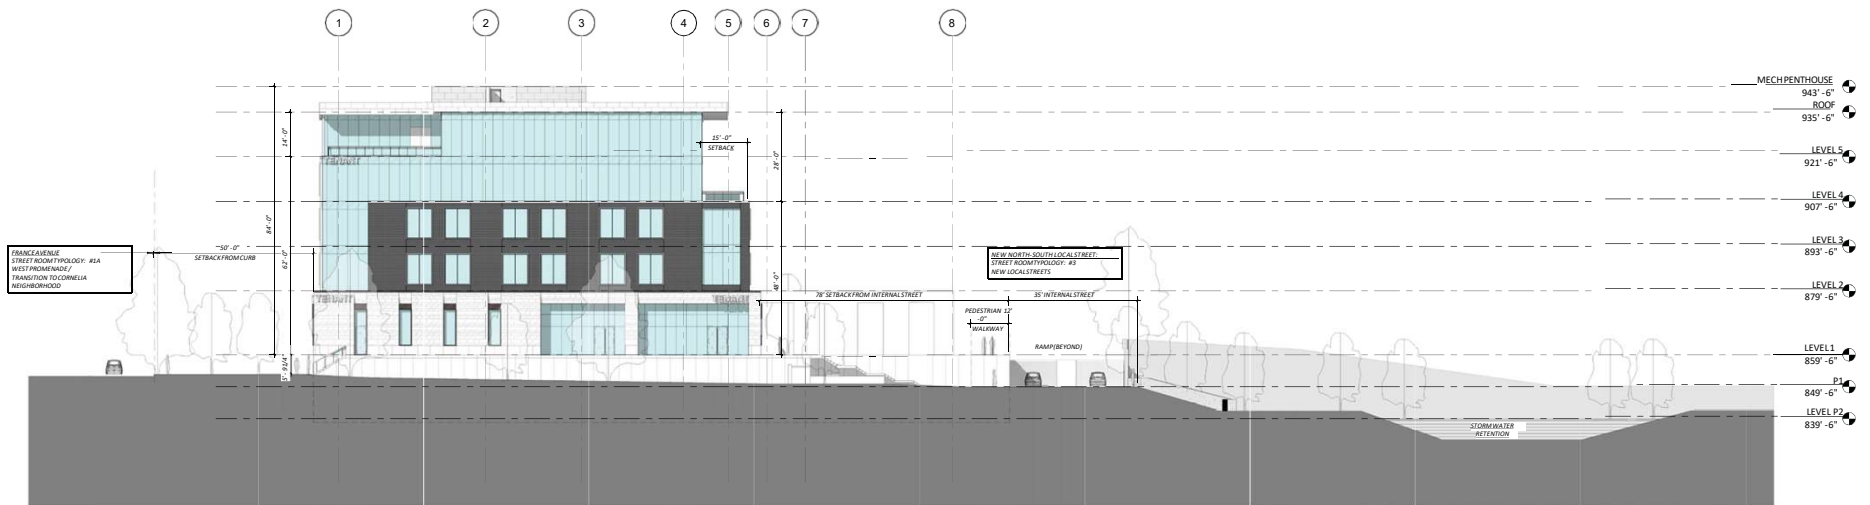 1
2
3
4
5
6
7
8
MECH PENTHOUSE
943' -6"
ROOF
935' -6"
14' -0"
15' -0"
SETBACK
28' -0"
LEVEL 5
921' -6"
TENANT
LEVEL 4
907' -6"
84' -0"
62' -0"
50' -0"
SETBACK FROM CURB
FRANCE AVENUE
STREET ROOM TYPOLOGY: #1A
WEST PROMENADE /
TRANSITION TO CORNELIA
NEIGHBORHOOD
NEW NORTH-SOUTH LOCAL STREET:
STREET ROOM TYPOLOGY: #3
NEW LOCAL STREETS
LEVEL 3
893' -6"
48' -0"
LEVEL 2
879' -6"
TENANT
TENANT
78' SETBACK FROM INTERNAL STREET
35' INTERNAL STREET
PEDESTRIAN 12'
-0"
WALKWAY
RAMP (BEYOND)
LEVEL 1
859' -6"
5' - 9 1/4"
P1
849' -6"
LEVEL P2
839' -6"
STORMWATER
RETENTION